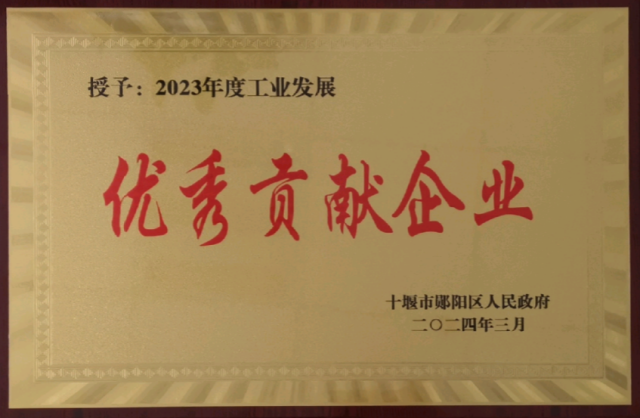 授予：2023年度工业发展
优秀贡献企业
十堰市郧阳区人民政府
二〇二四年三月